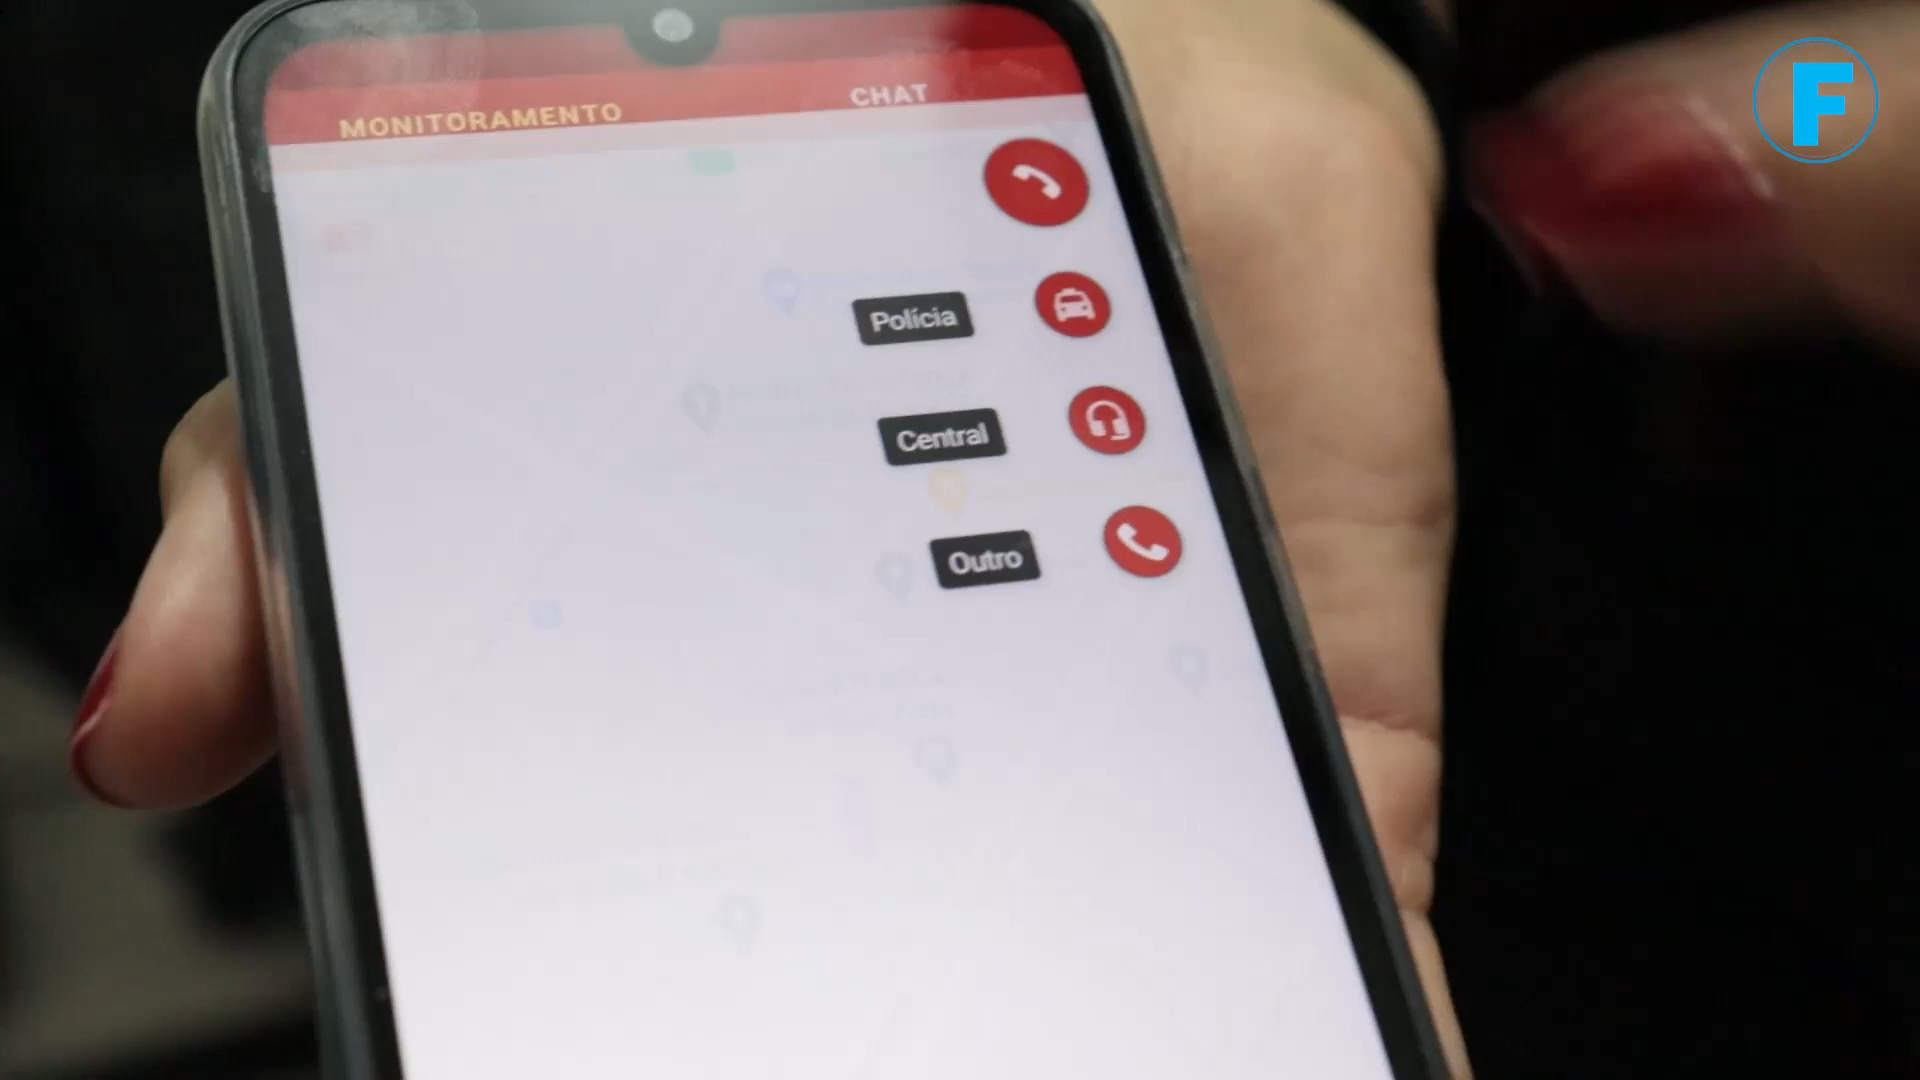 F
MONITORAMENTO
CHAT
Polícia
Central
Outro